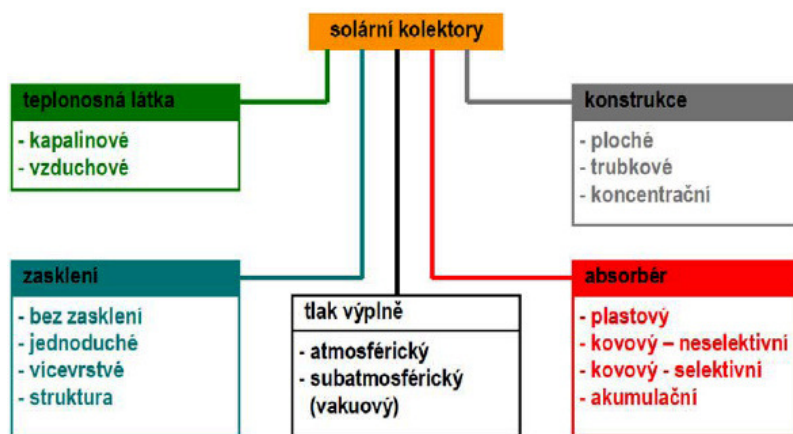 solární kolektory
teplonosná látka
- kapalinové
- vzduchové
konstrukce
- ploché
- trubkové
- koncentrační
zasklení
- bez zasklení
- jednoduché
- vícevrstvé
- struktura
tlak výplně
- atmosférický
- subatmosférický
(vakuový)
absorbér
- plastový
- kovový – neselektivní
- kovový - selektivní
- akumulační